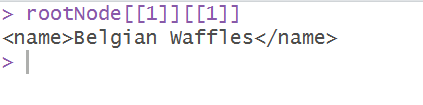 > rootNode[[1]][[1]]
<name>Belgian Waffles</name>
>